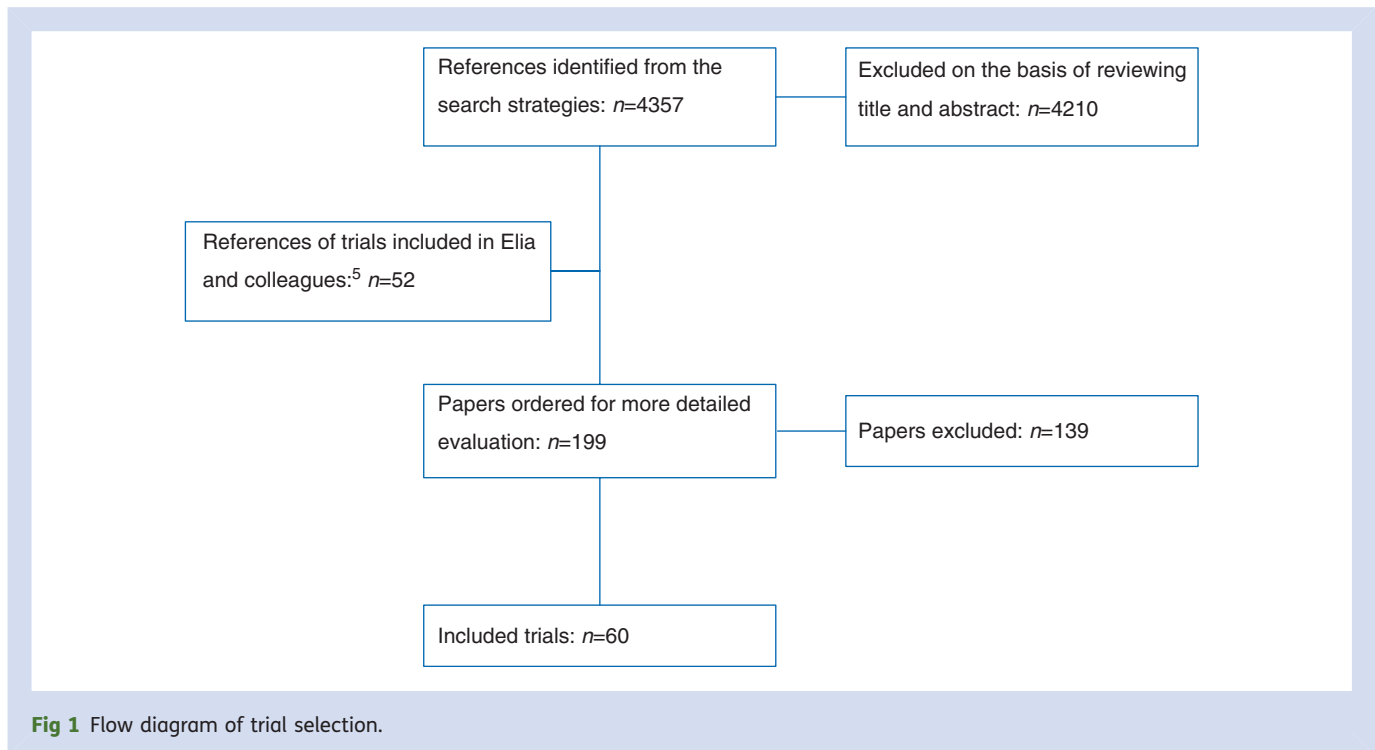 References identified from the
search strategies: n=4357
Excluded on the basis of reviewing
title and abstract: n=4210
References of trials included in Elia
and colleagues:⁵ n=52
Papers ordered for more detailed
evaluation: n=199
Papers excluded: n=139
Included trials: n=60
Fig 1 Flow diagram of trial selection.